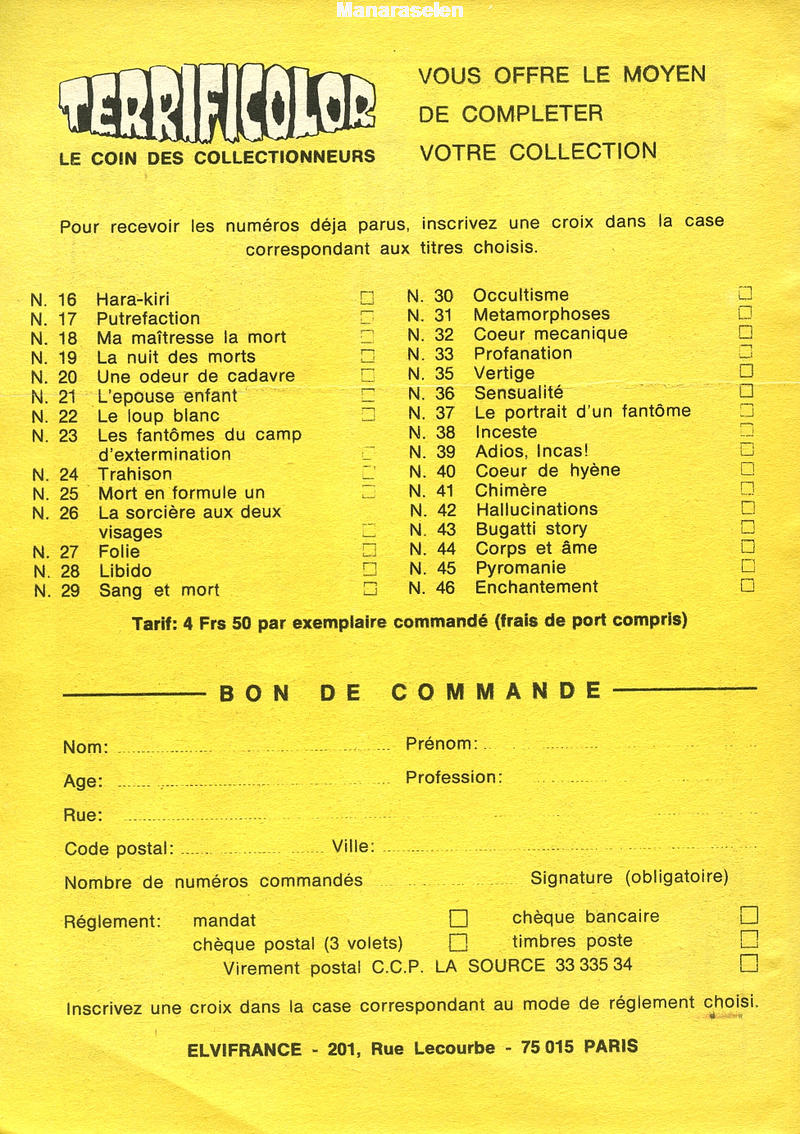 Manaraselen
TERRIFICOLOR
LE COIN DES COLLECTIONNEURS
VOUS OFFRE LE MOYEN
DE COMPLETER
VOTRE COLLECTION
Pour recevoir les numéros déja parus, inscrivez une croix dans la case
correspondant aux titres choisis.
N. 16 Hara-kiri
N. 17 Putrefaction
N. 18 Ma maîtresse la mort
N. 19 La nuit des morts
N. 20 Une odeur de cadavre
N. 21 L'epouse enfant
N. 22 Le loup blanc
N. 23 Les fantômes du camp
d'extermination
N. 24 Trahison
N. 25 Mort en formule un
N. 26 La sorcière aux deux
visages
N. 27 Folie
N. 28 Libido
N. 29 Sang et mort
N. 30 Occultisme
N. 31 Metamorphoses
N. 32 Coeur mecanique
N. 33 Profanation
N. 35 Vertige
N. 36 Sensualité
N. 37 Le portrait d'un fantôme
N. 38 Inceste
N. 39 Adios, Incas!
N. 40 Coeur de hyène
N. 41 Chimère
N. 42 Hallucinations
N. 43 Bugatti story
N. 44 Corps et âme
N. 45 Pyromanie
N. 46 Enchantement
Tarif: 4 Frs 50 par exemplaire commandé (frais de port compris)
BON DE COMMANDE
Nom: Prénom:
Age: Profession:
Rue:
Code postal: Ville:
Nombre de numéros commandés Signature (obligatoire)
Réglement: mandat chèque bancaire
chèque postal (3 volets) timbres poste
Virement postal C.C.P. LA SOURCE 33 335 34
Inscrivez une croix dans la case correspondant au mode de réglement choisi.
ELVIFRANCE - 201, Rue Lecourbe - 75 015 PARIS